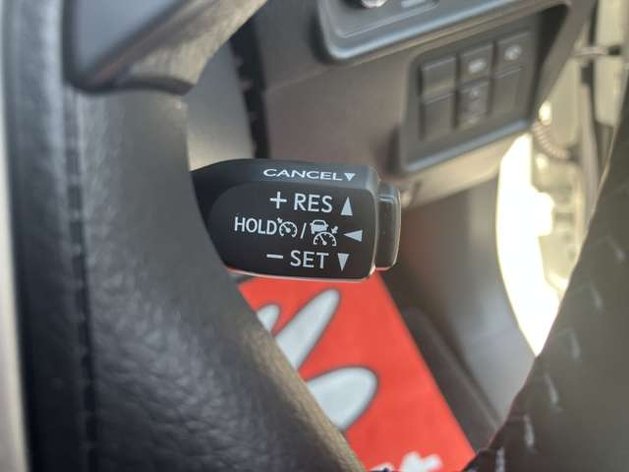 CANCEL▼
+ RES ▲
HOLD / ◄
− SET ▼